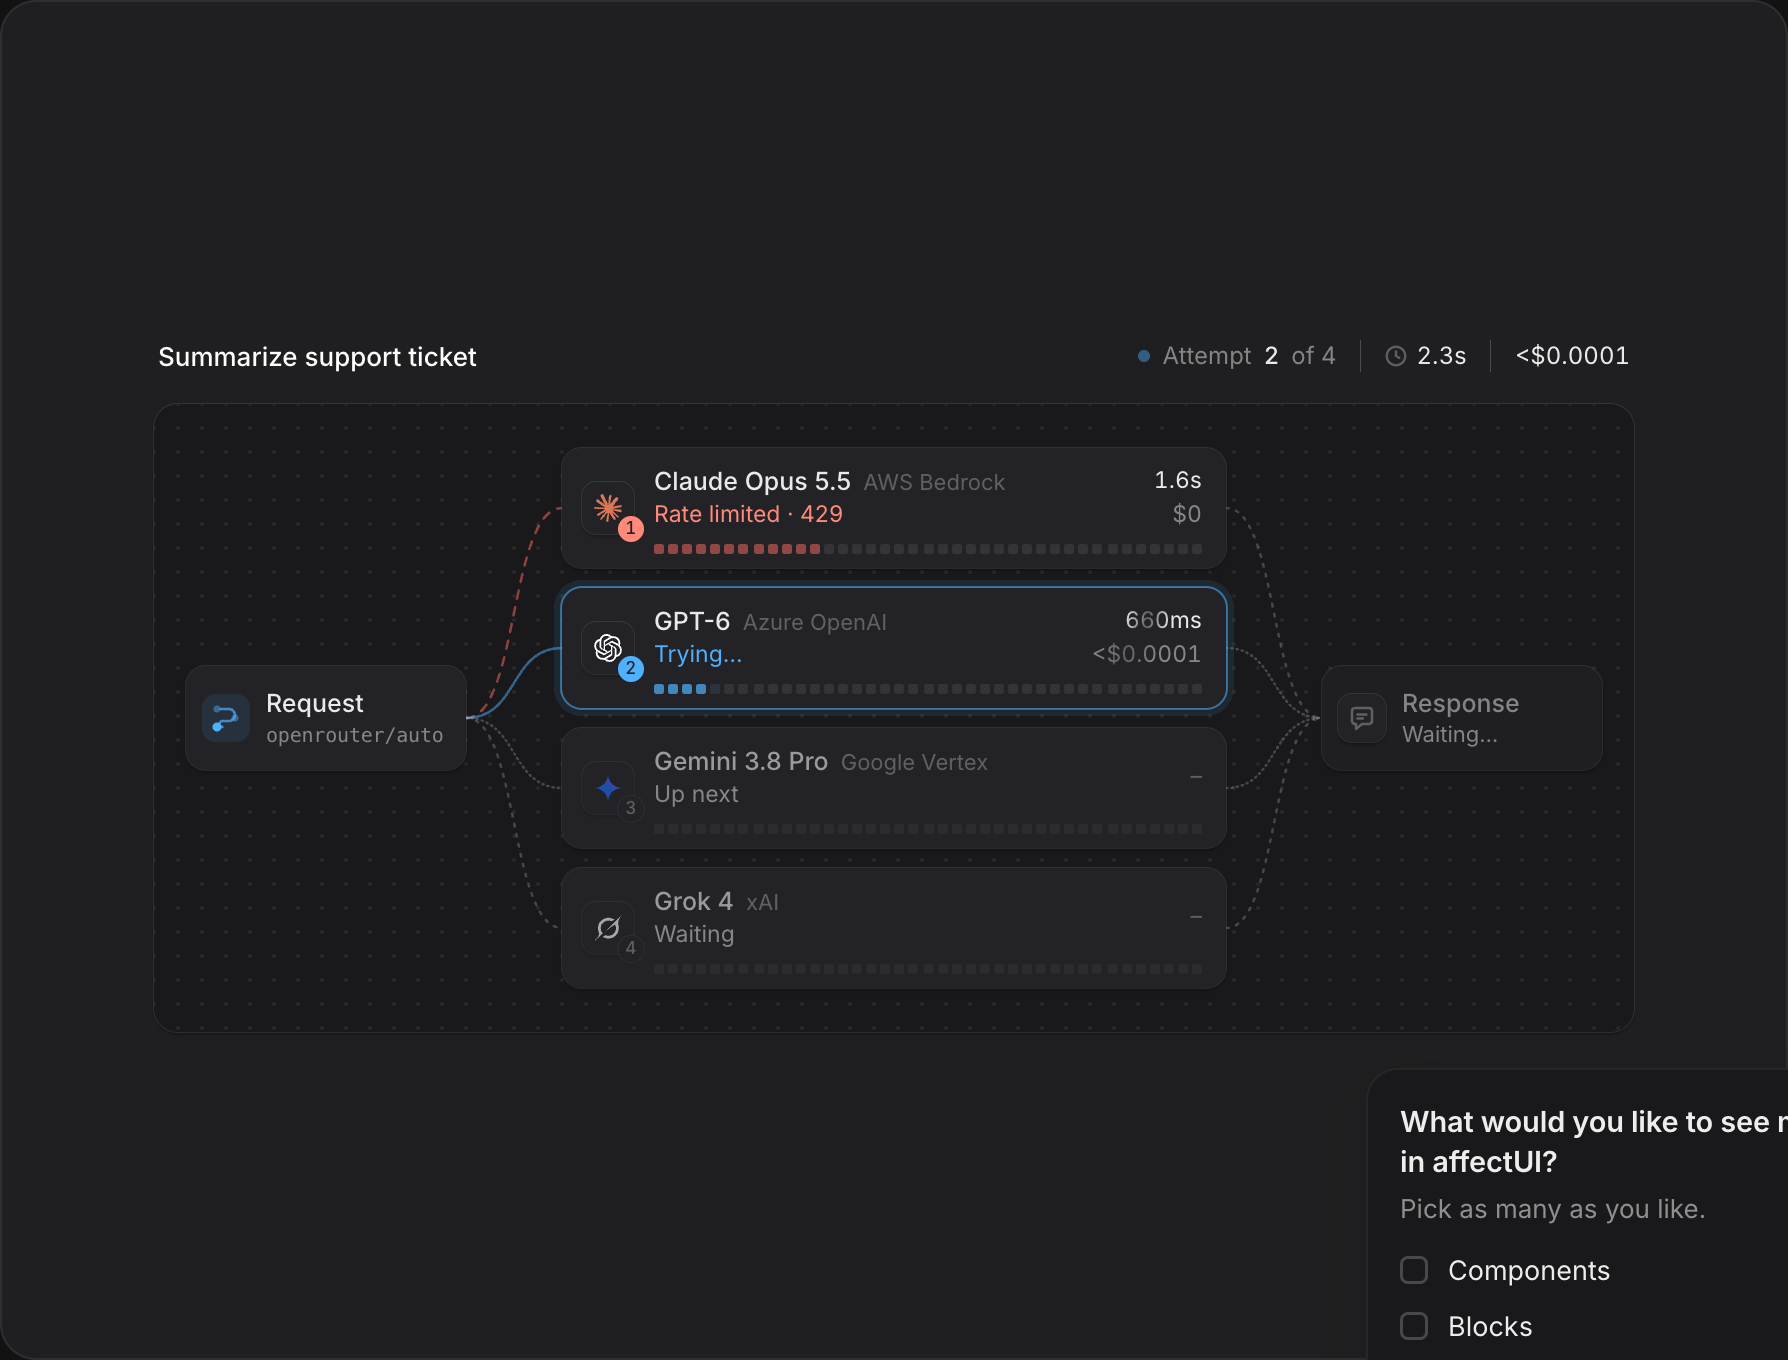 Summarize support ticket
Attempt 2 of 4
2.3s
<$0.0001
Claude Opus 5.5 AWS Bedrock
1.6s
Rate limited · 429
$0
1
GPT-6 Azure OpenAI
660ms
Trying...
<$0.0001
2
Request
openrouter/auto
Response
Waiting...
Gemini 3.8 Pro Google Vertex
–
Up next
3
Grok 4 xAI
–
Waiting
4
What would you like to see
in affectUI?
Pick as many as you like.
Components
Blocks